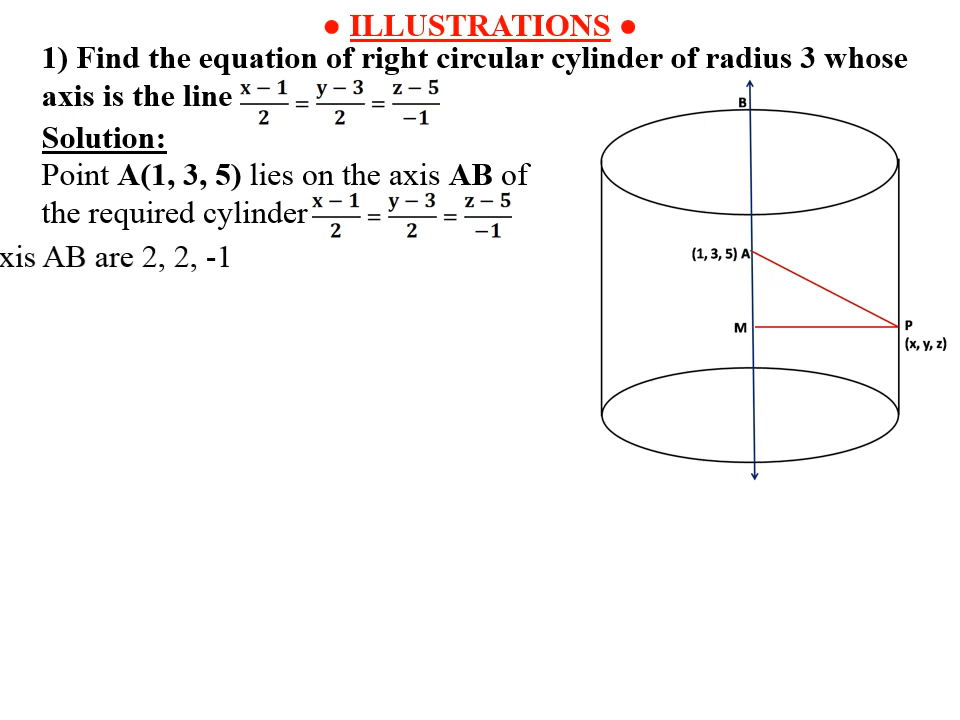 • ILLUSTRATIONS •
1) Find the equation of right circular cylinder of radius 3 whose
axis is the line x − 1/2 = y − 3/2 = z − 5/−1
Solution:
Point A(1, 3, 5) lies on the axis AB of
the required cylinder x − 1/2 = y − 3/2 = z − 5/−1
xis AB are 2, 2, -1
B
(1, 3, 5) A
M
P
(x, y, z)